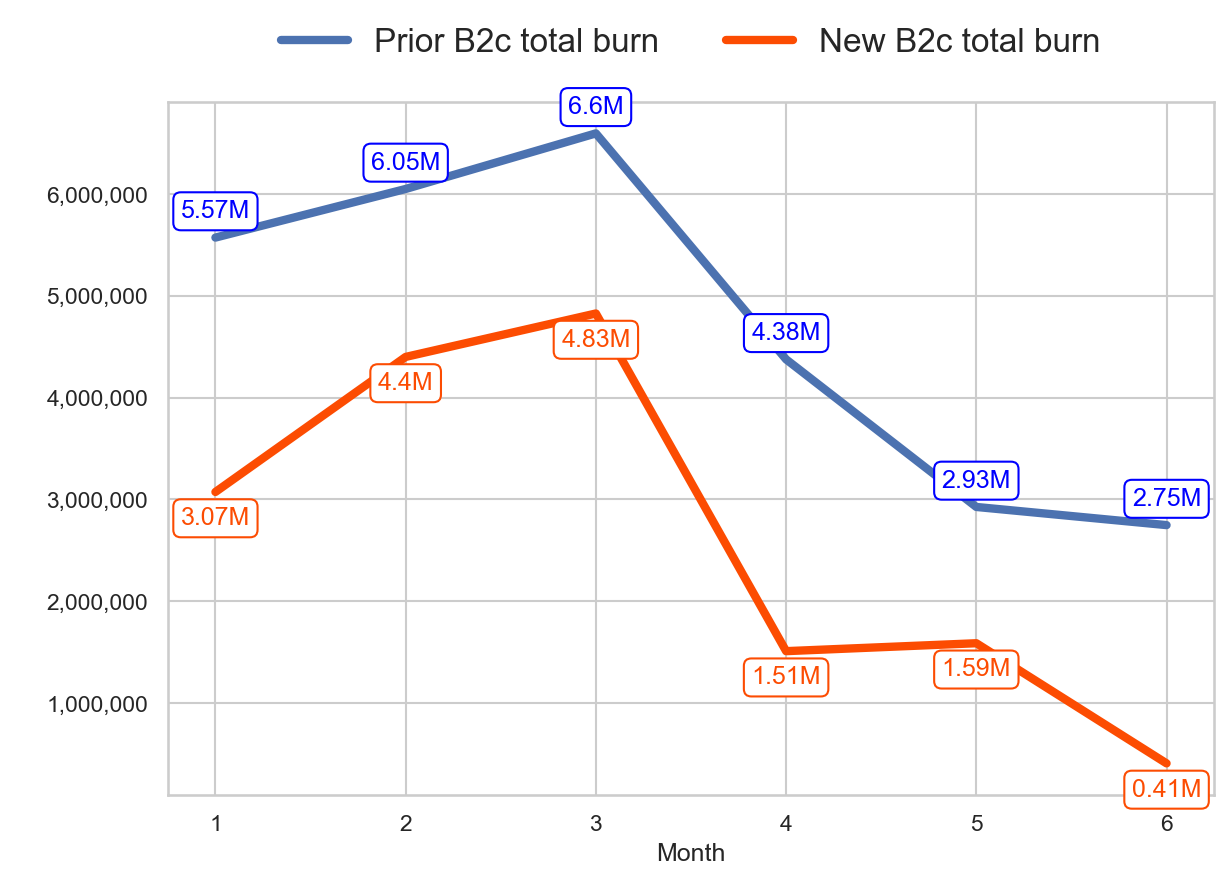 Prior B2c total burn New B2c total burn
6.6M
6.05M
6,000,000
5.57M
5,000,000
4.83M
4.38M
4.4M
4,000,000
3.07M
3,000,000
2.93M
2.75M
2,000,000
1.51M
1.59M
1,000,000
0.41M
1 2 3 4 5 6
Month